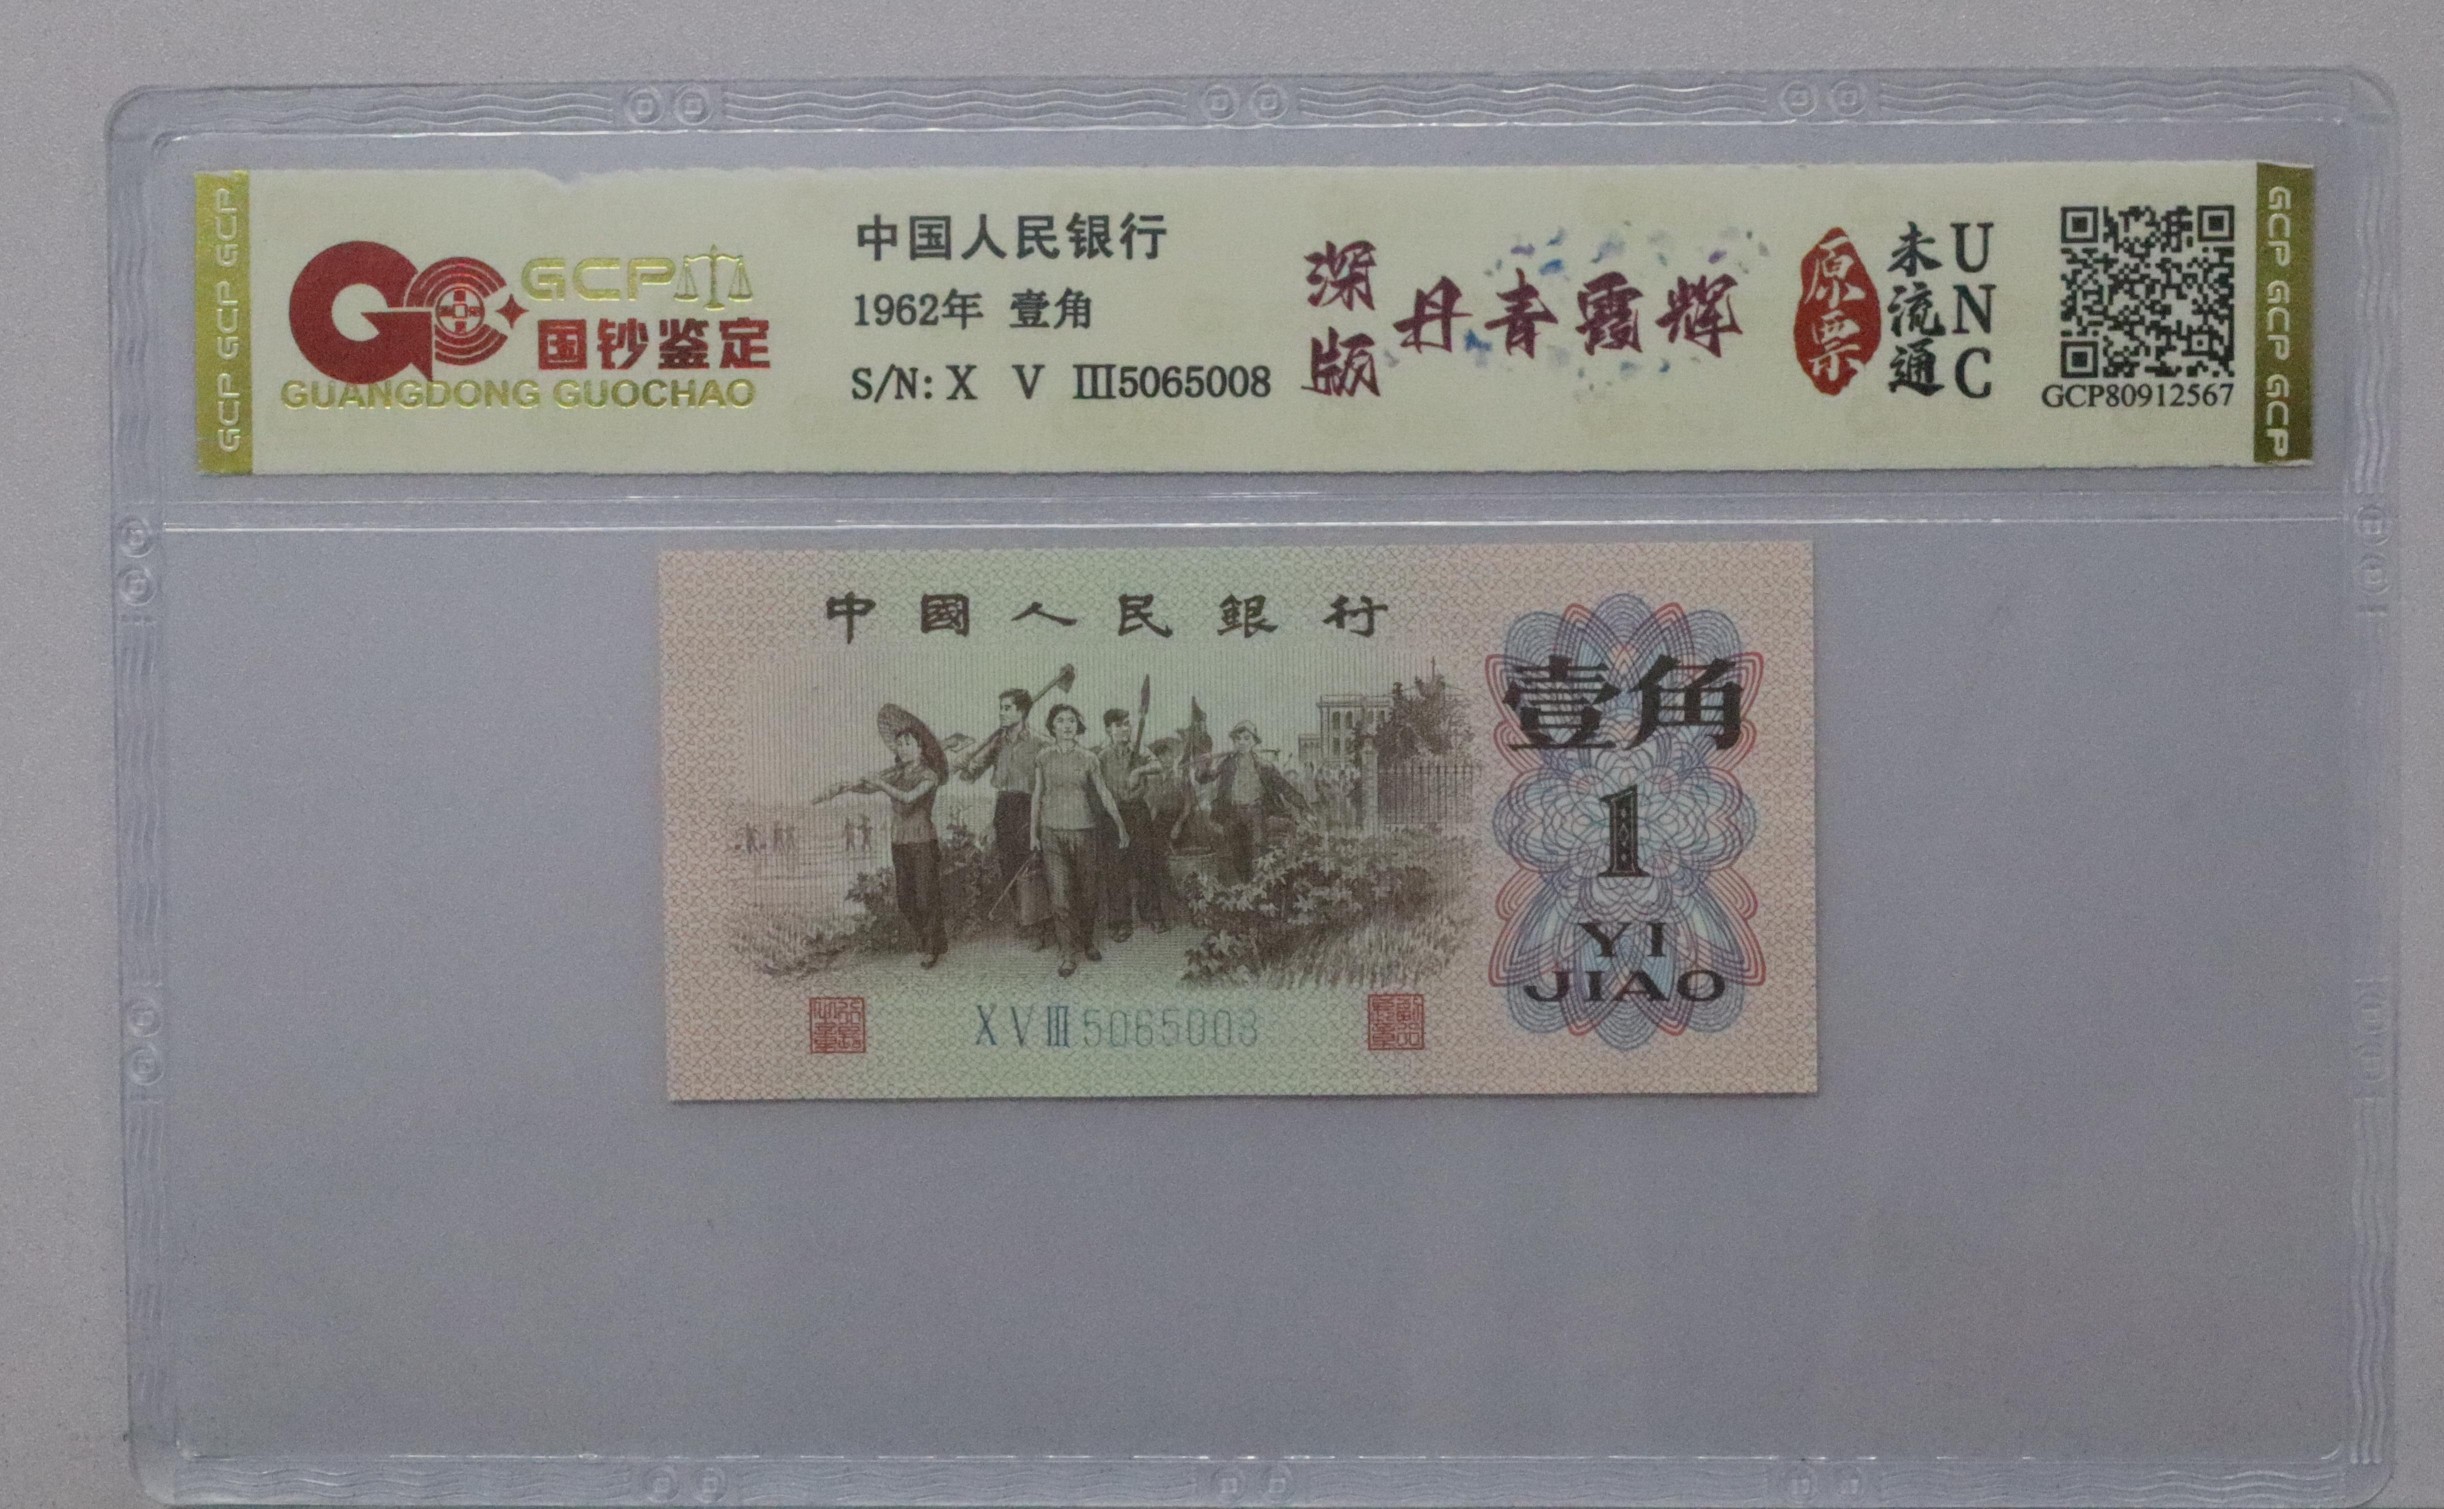 GCP GCP GCP
GCP
国钞鉴定
GUANGDONG GUOCHAO
中国人民银行
1962年 壹角
S/N: X V III5065008
深版
丹青霞辉
原票
未流通
UNC
GCP80912567
GCP GCP GCP
中國人民銀行
壹角
1
YI
JIAO
X V III 5065008